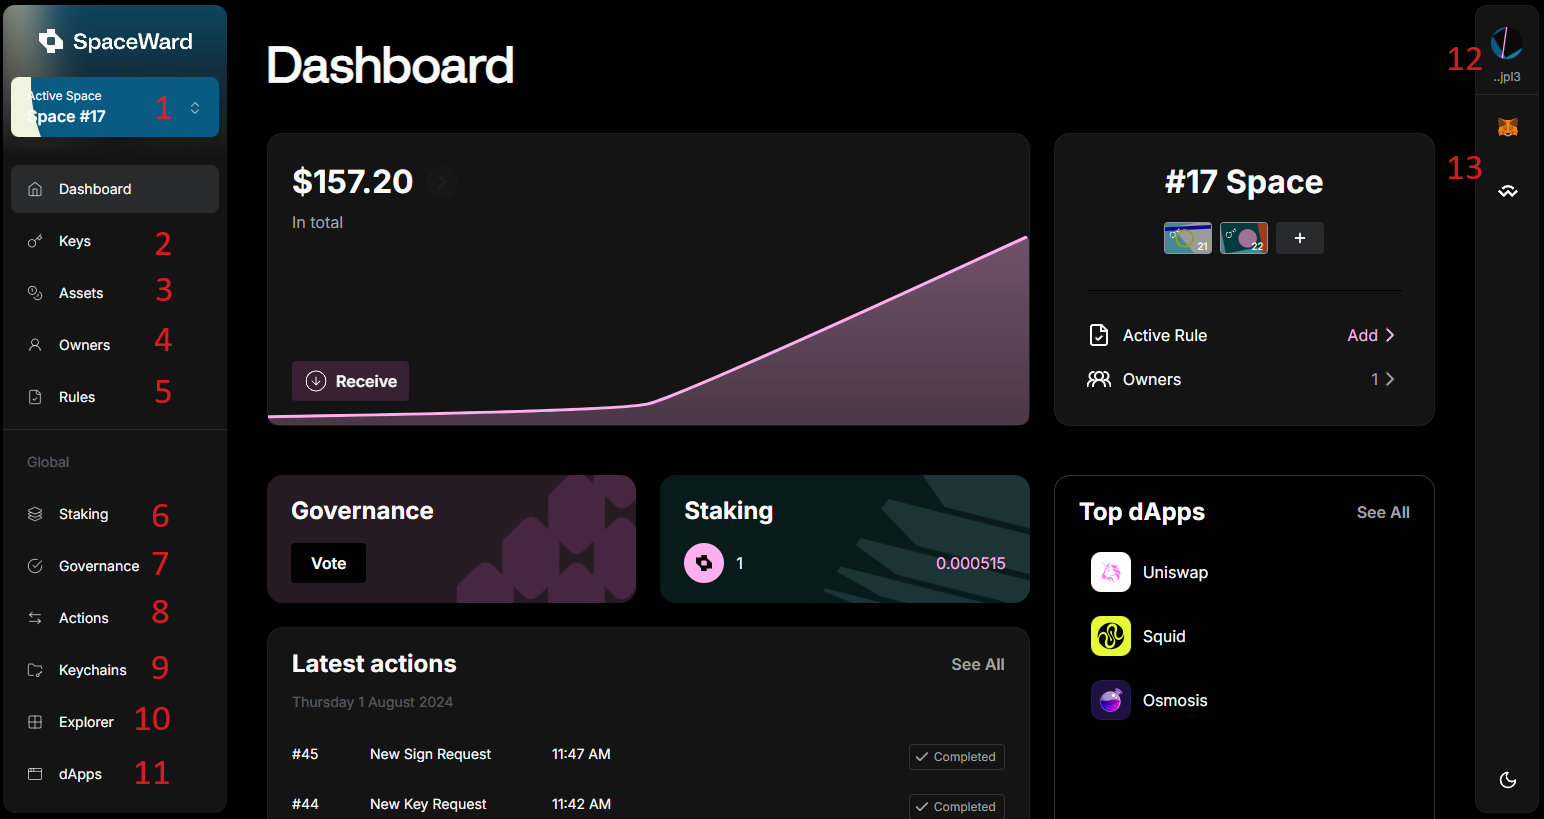 SpaceWard
Active Space
Space #17
1
Dashboard
Keys 2
Assets 3
Owners 4
Rules 5
Global
Staking 6
Governance 7
Actions 8
Keychains 9
Explorer 10
dApps 11
Dashboard
$157.20
In total
Receive
#17 Space
21
22
+
Active Rule Add
Owners 1
Governance
Vote
Staking
1 0.000515
Latest actions See All
Thursday 1 August 2024
#45 New Sign Request 11:47 AM Completed
#44 New Key Request 11:42 AM Completed
Top dApps See All
Uniswap
Squid
Osmosis
12
..jpl3
13